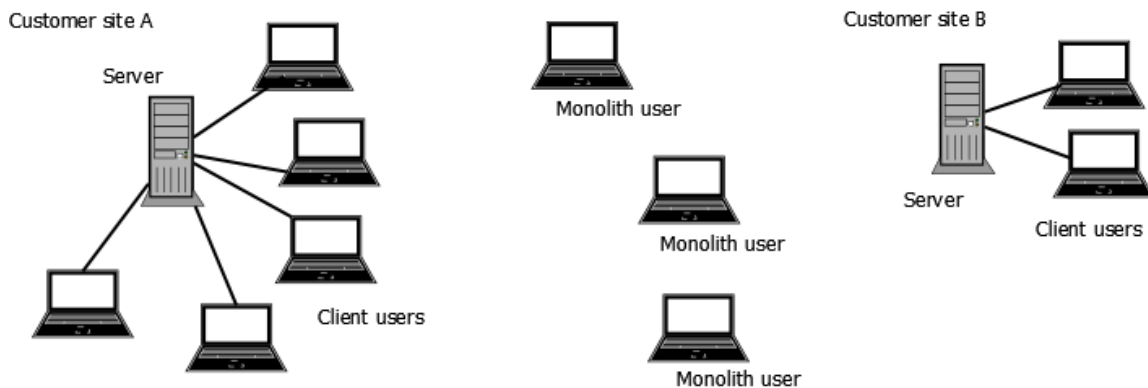 Customer site A
Server
Client users
Monolith user
Monolith user
Monolith user
Customer site B
Server
Client users